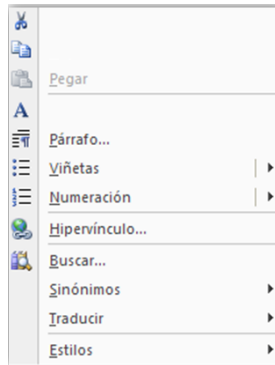 Pegar
Párrafo...
Viñetas
Numeración
Hipervínculo...
Buscar...
Sinónimos
Traducir
Estilos